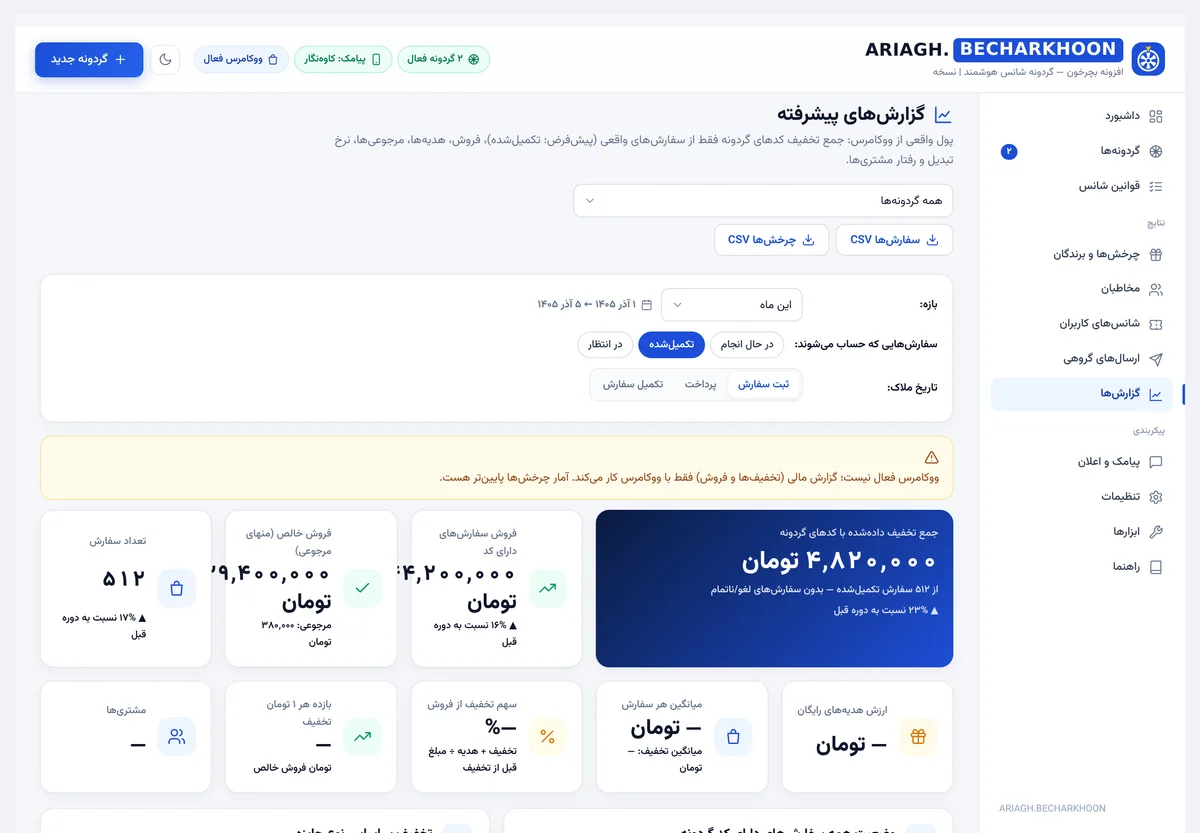 ARIAGH. BECHARKHOON
افزونه بچرخون — گردونه شانس هوشمند | نسخه
۲ گردونه فعال
پیامک: کاوه‌نگار
ووکامرس فعال
گردونه جدید
داشبورد
گردونه‌ها
۲
قوانین شانس
نتایج
چرخش‌ها و برندگان
مخاطبان
شانس‌های کاربران
ارسال‌های گروهی
گزارش‌ها
پیکربندی
پیامک و اعلان
تنظیمات
ابزارها
راهنما
ARIAGH.BECHARKHOON
گزارش‌های پیشرفته
پول واقعی از ووکامرس: جمع تخفیف کدهای گردونه فقط از سفارش‌های واقعی (پیش‌فرض: تکمیل‌شده)، فروش، هدیه‌ها، مرجوعی‌ها، نرخ
تبدیل و رفتار مشتری‌ها.
همه گردونه‌ها
سفارش‌ها CSV
چرخش‌ها CSV
بازه:
این ماه
۱ آذر ۱۴۰۵ ← ۵ آذر ۱۴۰۵
سفارش‌هایی که حساب می‌شوند:
در حال انجام
تکمیل‌شده
در انتظار
تاریخ ملاک:
ثبت سفارش
پرداخت
تکمیل سفارش
ووکامرس فعال نیست؛ گزارش مالی (تخفیف‌ها و فروش) فقط با ووکامرس کار می‌کند. آمار چرخش‌ها پایین‌تر هست.
جمع تخفیف داده‌شده با کدهای گردونه
۴,۸۲۰,۰۰۰ تومان
از ۵۱۲ سفارش تکمیل‌شده — بدون سفارش‌های لغو/ناتمام
▲ ۲۳% نسبت به دوره قبل
فروش سفارش‌های
دارای کد
۴,۲۰۰,۰۰۰
تومان
▲ ۱۶% نسبت به دوره
قبل
فروش خالص (منهای
مرجوعی)
۹,۴۰۰,۰۰۰
تومان
مرجوعی: ۳۸۰,۰۰۰
تومان
تعداد سفارش
۵۱۲
▲ ۱۷% نسبت به دوره
قبل
ارزش هدیه‌های رایگان
— تومان
میانگین هر سفارش
— تومان
میانگین تخفیف: —
تومان
سهم تخفیف از فروش
—%
تخفیف + هدیه ÷ مبلغ
قبل از تخفیف
بازده هر ۱ تومان
تخفیف
—
تومان فروش خالص
مشتری‌ها
—